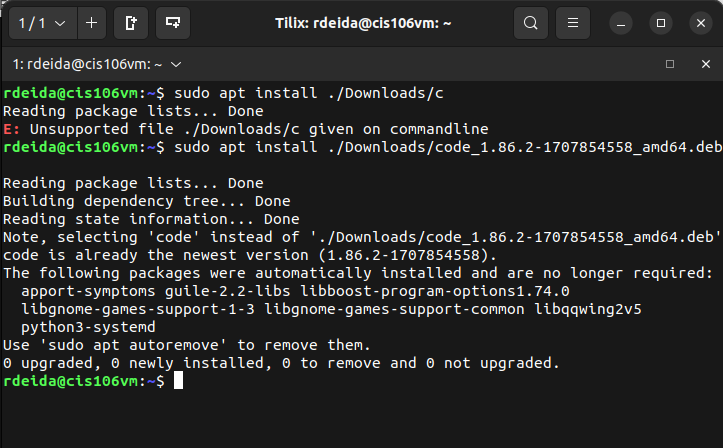 1 / 1
Tilix: rdeida@cis106vm: ~
1: rdeida@cis106vm: ~
rdeida@cis106vm:~$ sudo apt install ./Downloads/c
Reading package lists... Done
E: Unsupported file ./Downloads/c given on commandline
rdeida@cis106vm:~$ sudo apt install ./Downloads/code_1.86.2-1707854558_amd64.deb
Reading package lists... Done
Building dependency tree... Done
Reading state information... Done
Note, selecting 'code' instead of './Downloads/code_1.86.2-1707854558_amd64.deb'
code is already the newest version (1.86.2-1707854558).
The following packages were automatically installed and are no longer required:
  apport-symptoms guile-2.2-libs libboost-program-options1.74.0
  libgnome-games-support-1-3 libgnome-games-support-common libqqwing2v5
  python3-systemd
Use 'sudo apt autoremove' to remove them.
0 upgraded, 0 newly installed, 0 to remove and 0 not upgraded.
rdeida@cis106vm:~$